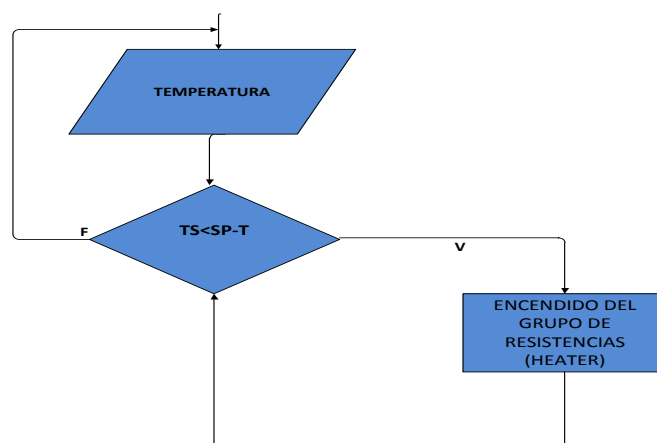 TEMPERATURA
TS<SP-T
F
V
ENCENDIDO DEL
GRUPO DE
RESISTENCIAS
(HEATER)